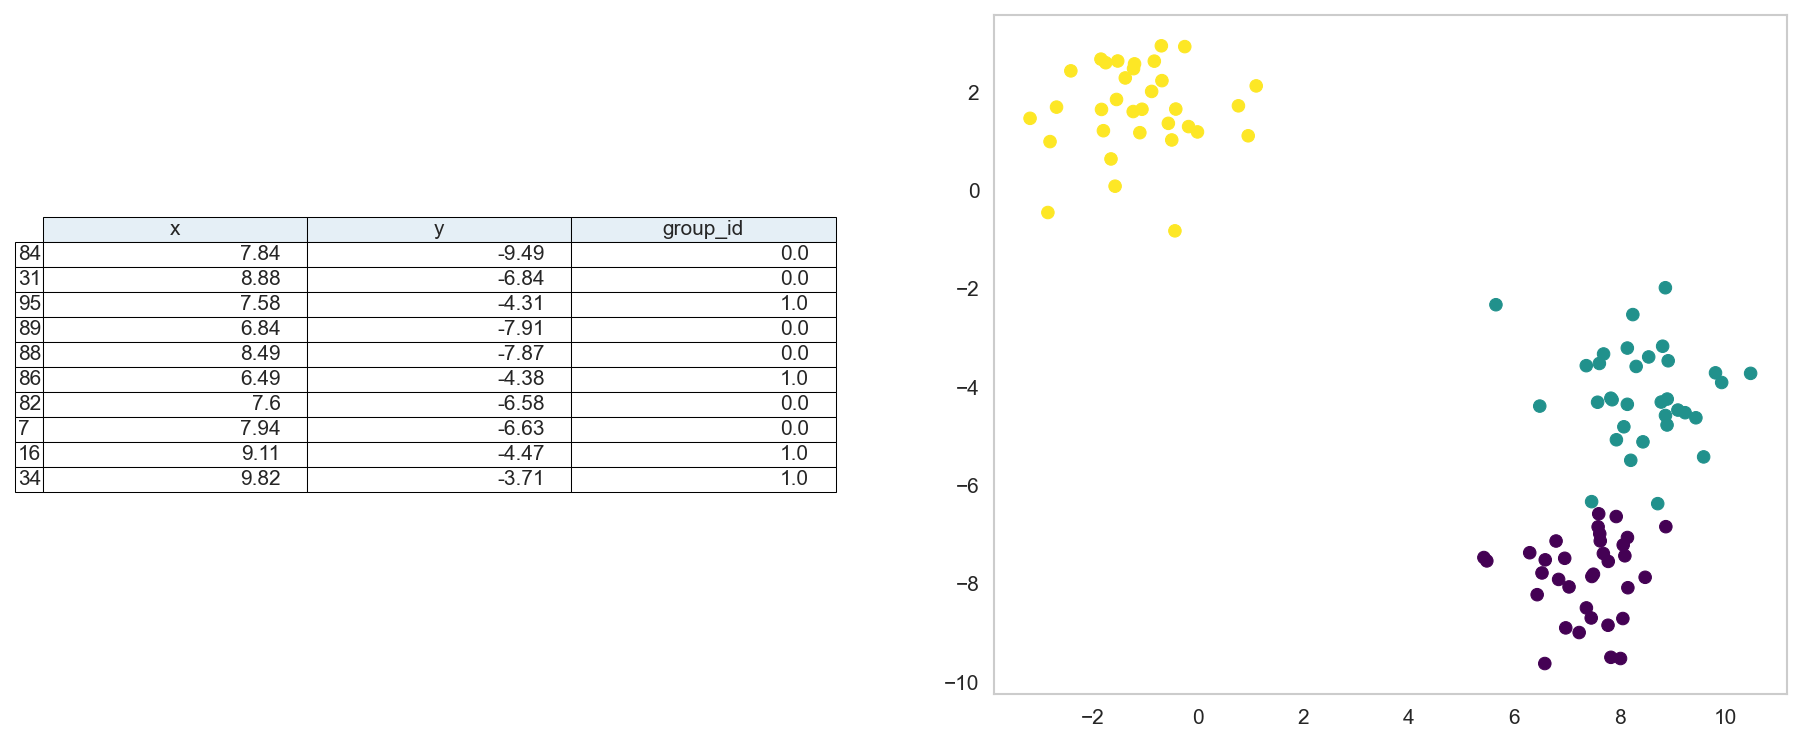 x y group_id
84 7.84 -9.49 0.0
31 8.88 -6.84 0.0
95 7.58 -4.31 1.0
89 6.84 -7.91 0.0
88 8.49 -7.87 0.0
86 6.49 -4.38 1.0
82 7.6 -6.58 0.0
7 7.94 -6.63 0.0
16 9.11 -4.47 1.0
34 9.82 -3.71 1.0
2
0
−2
−4
−6
−8
−10
−2 0 2 4 6 8 10